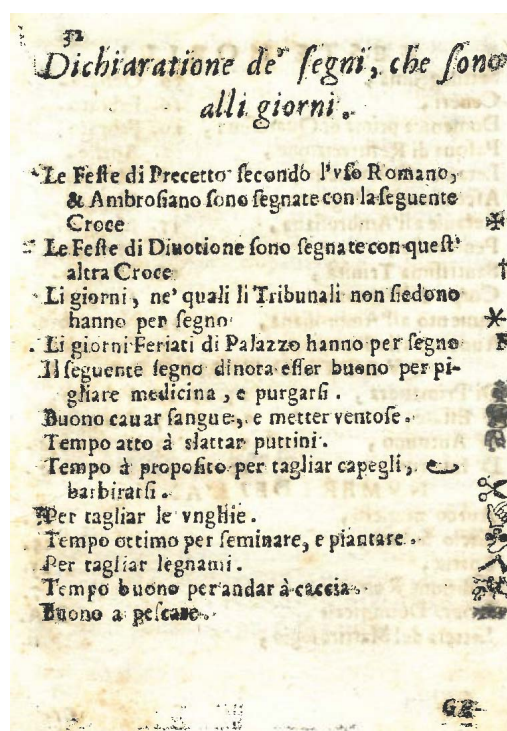 32
Dichiaratione de' ſegni, che ſono
alli giorni.
Le Feſte di Precetto ſecondo l'vſo Romano,
& Ambroſiano ſono ſegnate con la ſeguente
Croce
Le Feſte di Diuotione ſono ſegnate con queſt'
altra Croce
Li giorni, ne' quali li Tribunali non ſiedono
hanno per ſegno
Li giorni Feriati di Palazzo hanno per ſegno F
Il ſeguente ſegno dinota eſſer buono per pi-
gliare medicina, e purgarſi.
Buono cauar ſangue, e metter ventoſe.
Tempo atto à ſlattar puttini.
Tempo à propoſito per tagliar capegli, e
barbirarſi.
Per tagliar le vnghie.
Tempo ottimo per ſeminare, e piantare.
Per tagliar legnami.
Tempo buono per andar à caccia.
Buono a peſcare.
GE-